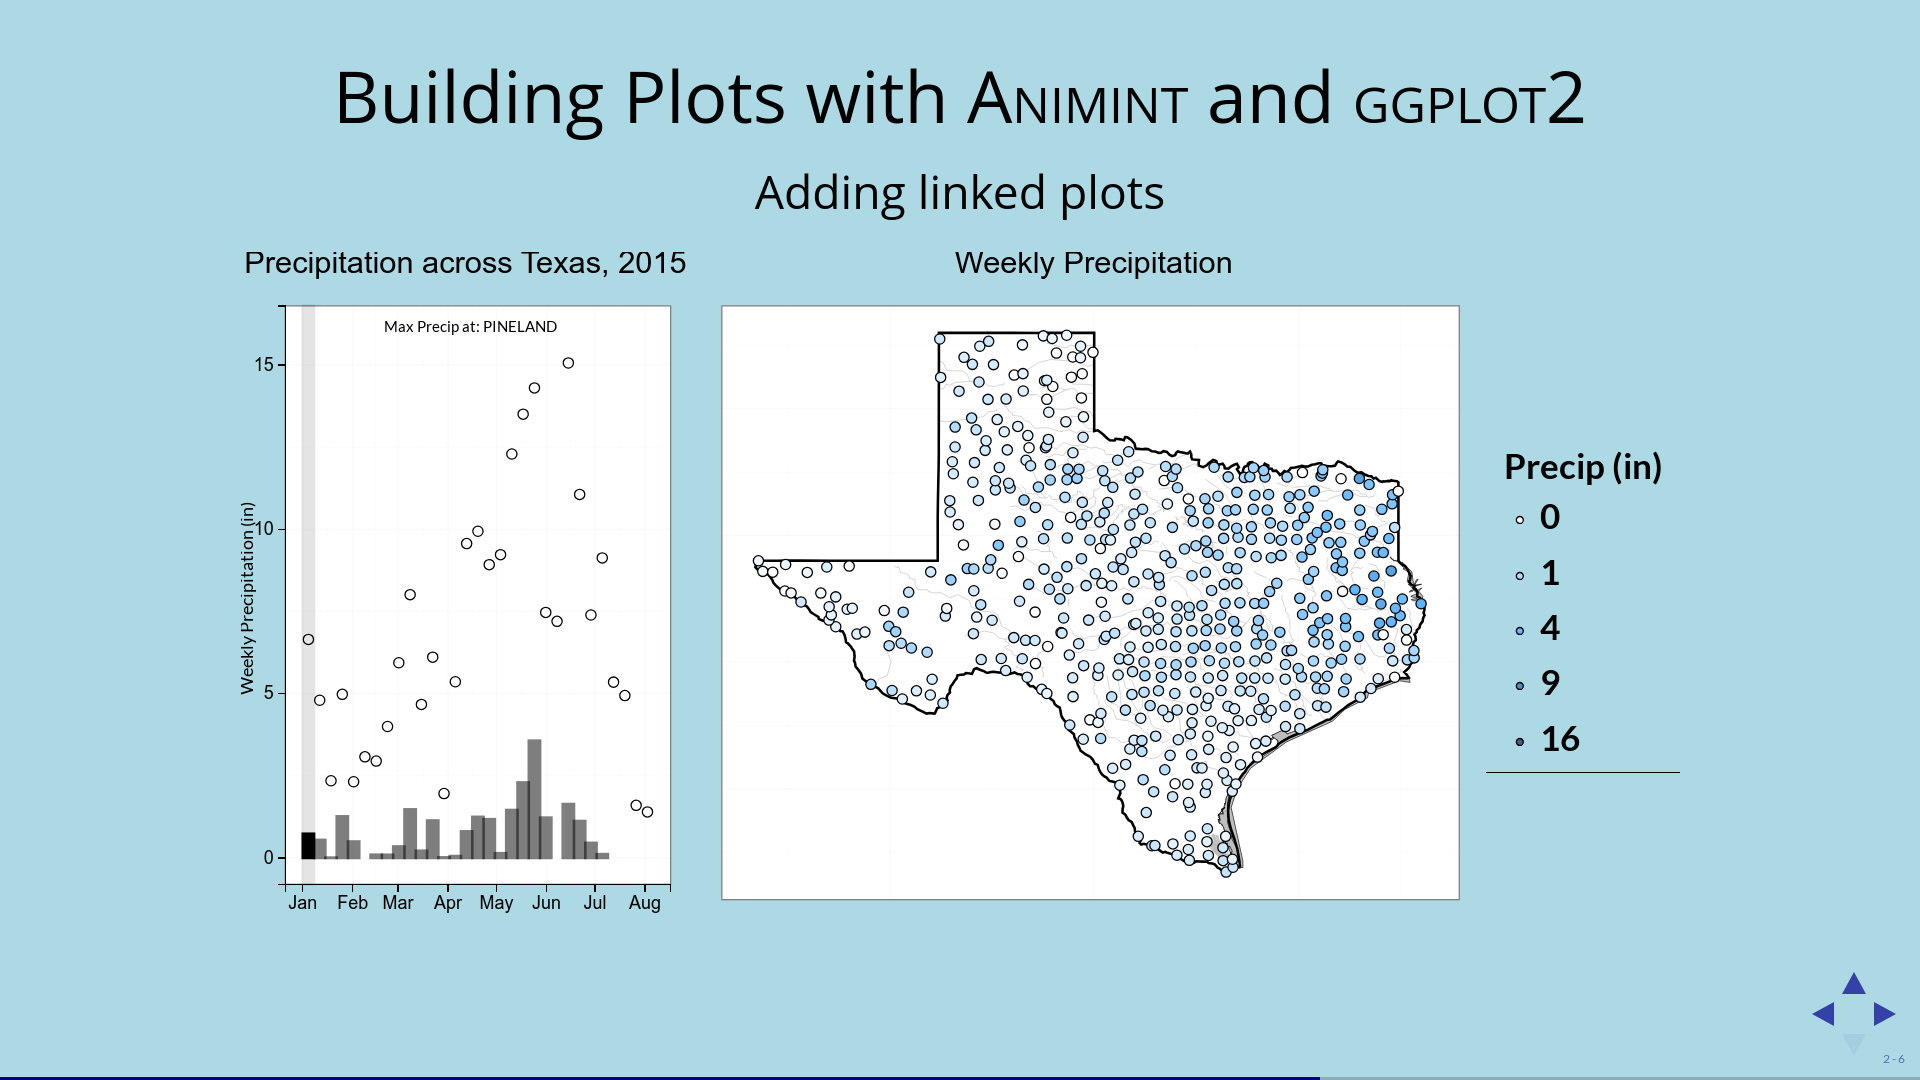 Building Plots with ANIMINT and GGPLOT2
Adding linked plots
Precipitation across Texas, 2015
Weekly Precipitation
Max Precip at: PINELAND
Weekly Precipitation (in)
15
10
5
0
Jan Feb Mar Apr May Jun Jul Aug
Precip (in)
0
1
4
9
16
2 - 6